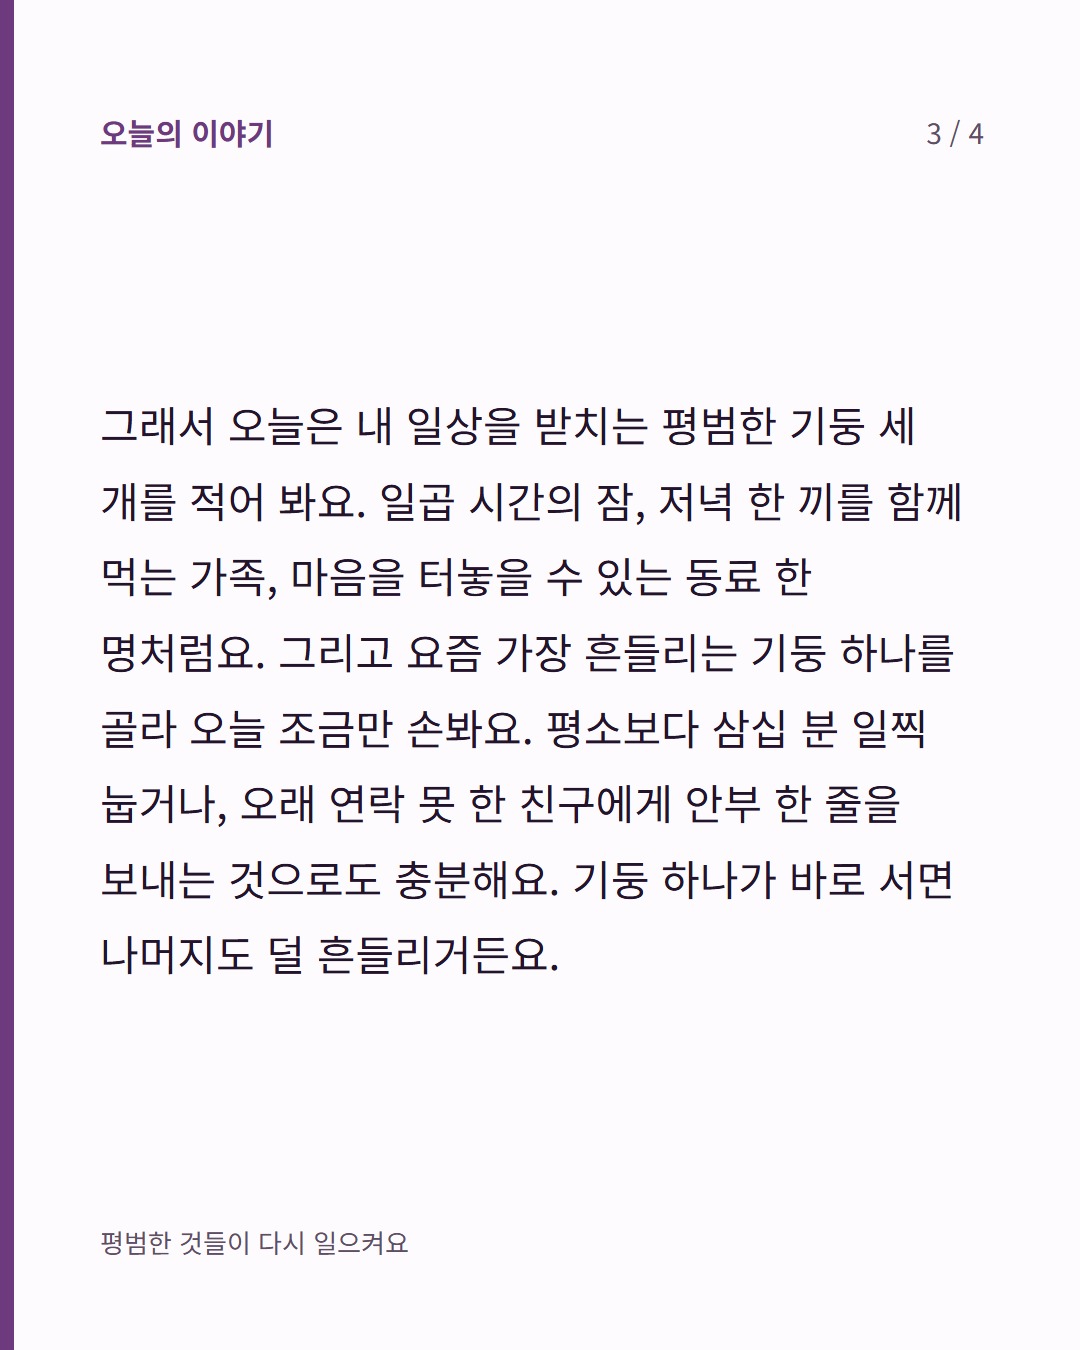 오늘의 이야기
3 / 4
그래서 오늘은 내 일상을 받치는 평범한 기둥 세
개를 적어 봐요. 일곱 시간의 잠, 저녁 한 끼를 함께
먹는 가족, 마음을 터놓을 수 있는 동료 한
명처럼요. 그리고 요즘 가장 흔들리는 기둥 하나를
골라 오늘 조금만 손봐요. 평소보다 삼십 분 일찍
눕거나, 오래 연락 못 한 친구에게 안부 한 줄을
보내는 것으로도 충분해요. 기둥 하나가 바로 서면
나머지도 덜 흔들리거든요.
평범한 것들이 다시 일으켜요